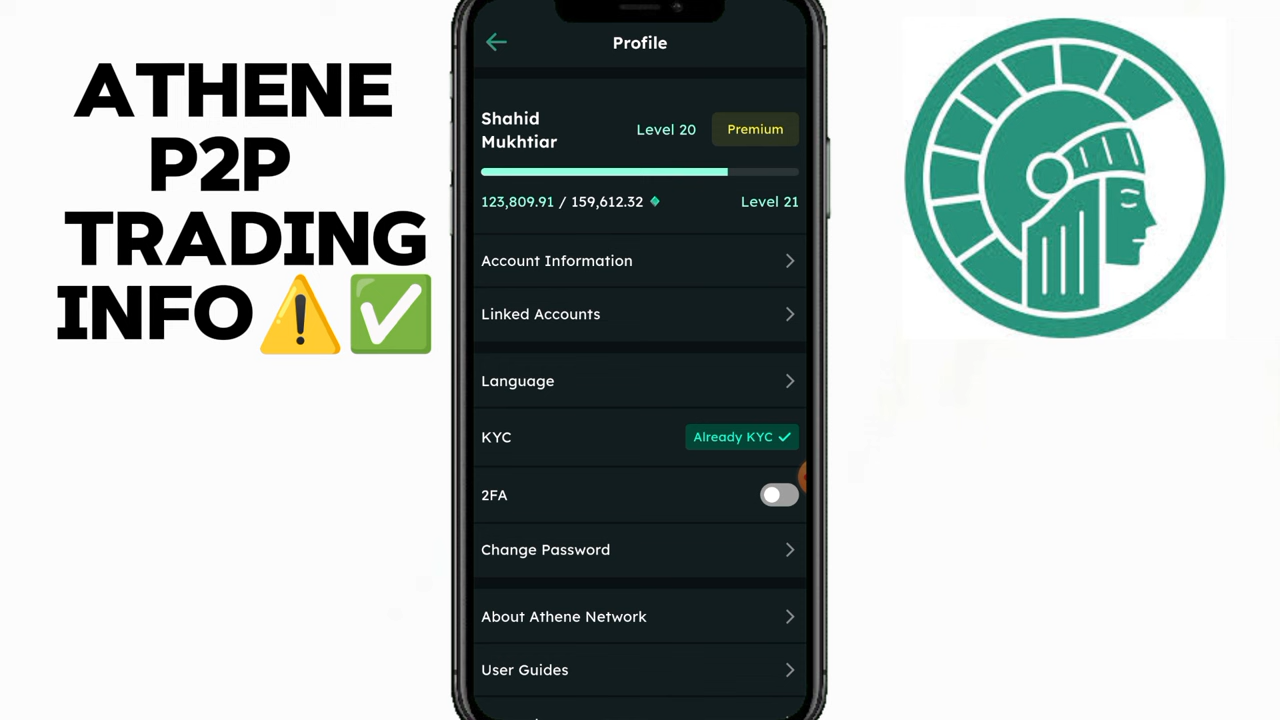 ATHENE
P2P
TRADING
INFO⚠️✅
Profile
Shahid
Mukhtiar
Level 20
Premium
123,809.91 / 159,612.32
Level 21
Account Information
Linked Accounts
Language
KYC
Already KYC ✓
2FA
Change Password
About Athene Network
User Guides